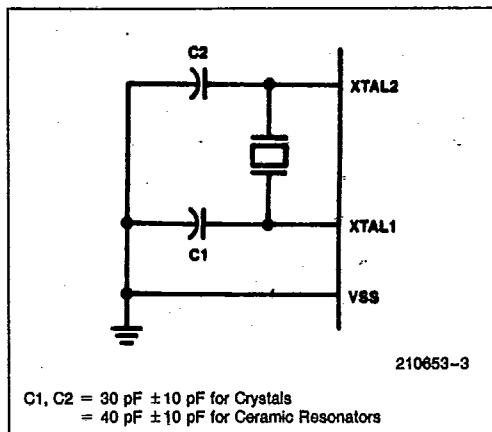 C2
XTAL2
XTAL1
C1
VSS
210653-3
C1, C2 = 30 pF ±10 pF for Crystals
= 40 pF ±10 pF for Ceramic Resonators